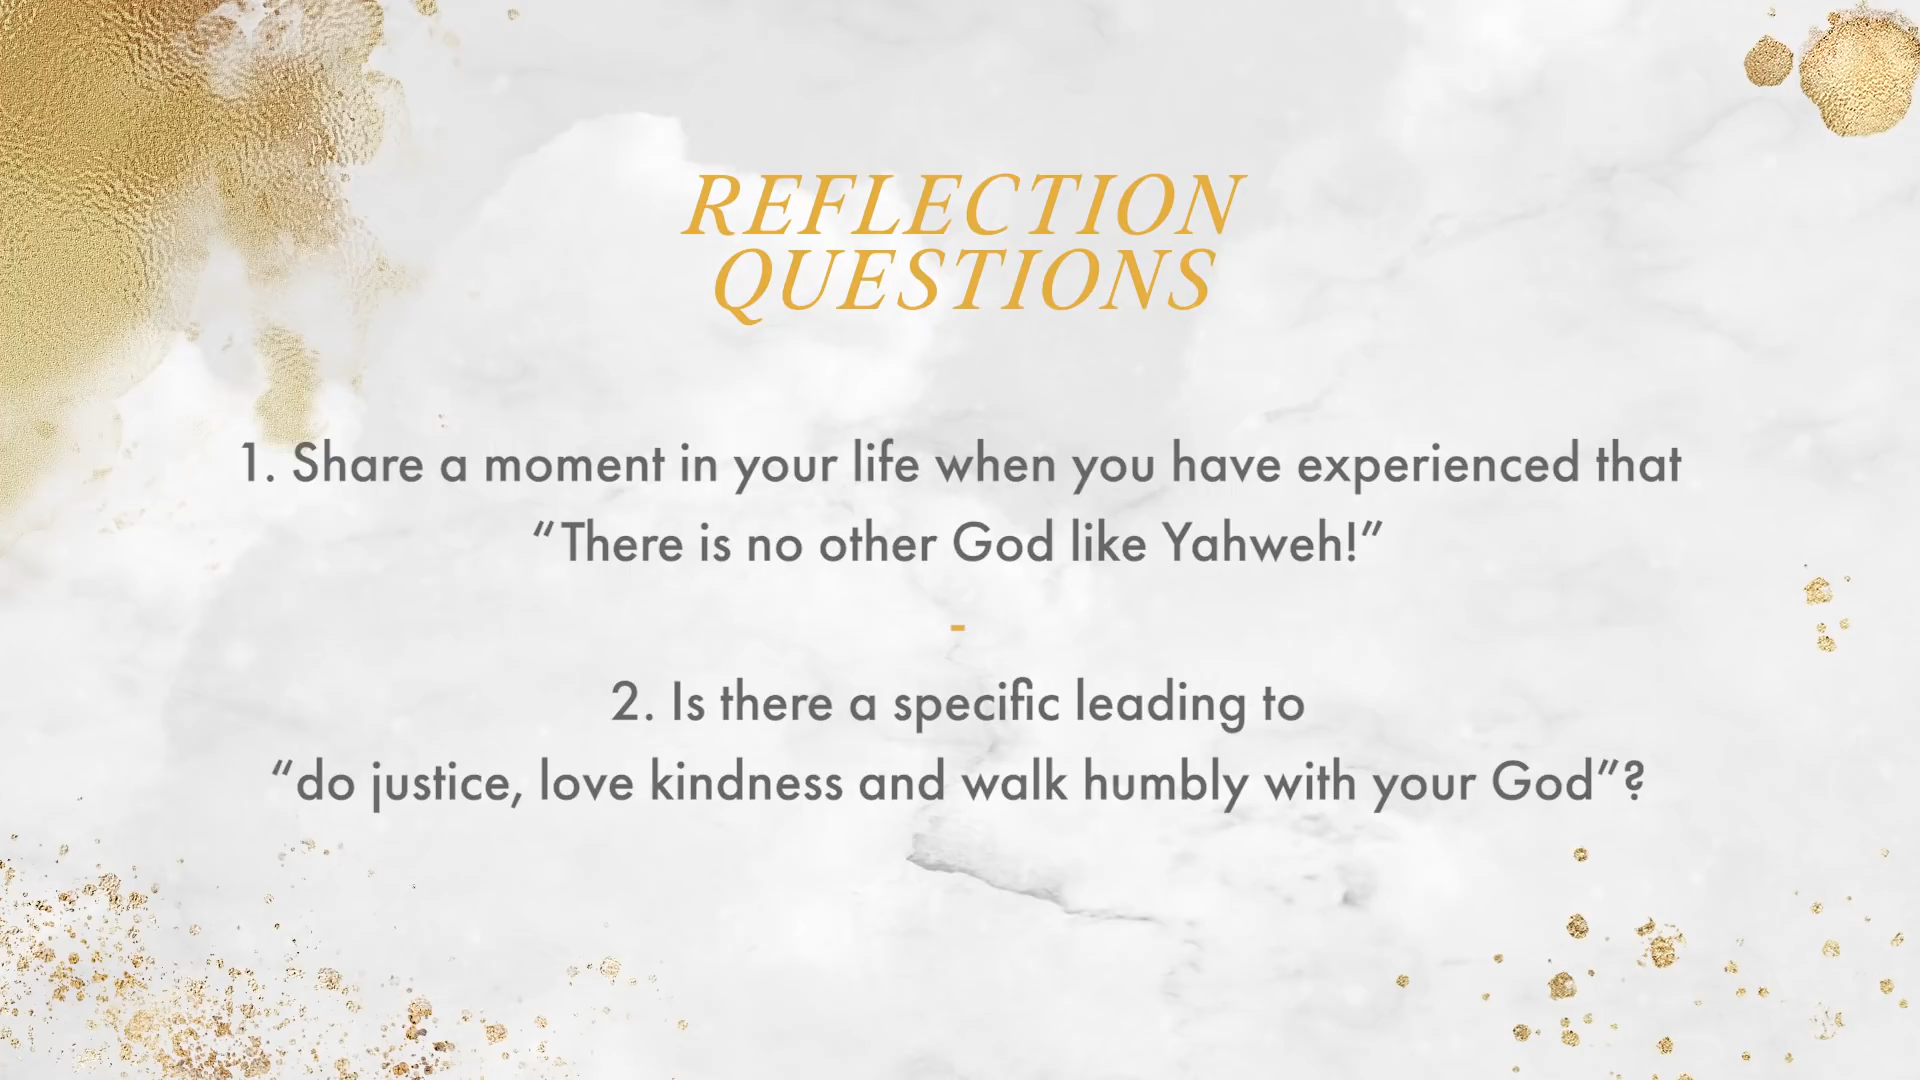 REFLECTION
QUESTIONS
1. Share a moment in your life when you have experienced that
“There is no other God like Yahweh!”
-
2. Is there a specific leading to
“do justice, love kindness and walk humbly with your God”?